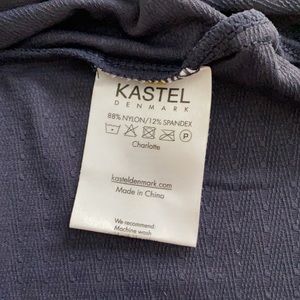 KASTEL
DENMARK
88% NYLON/12% SPANDEX
P
Charlotte
kasteldenmark.com
Made in China
We recommend
Machine wash